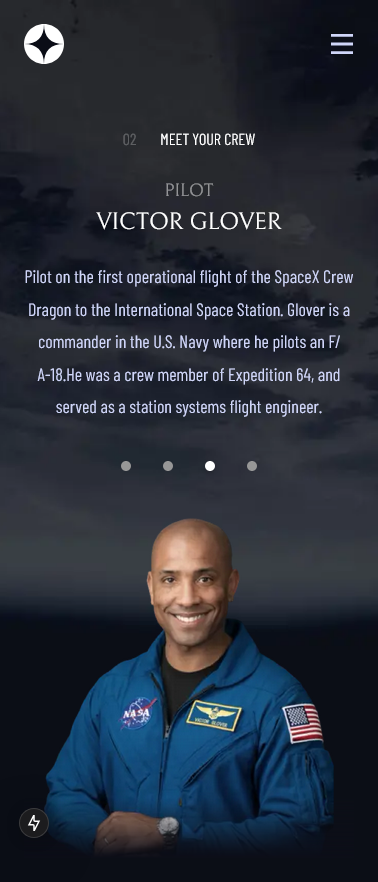 02 MEET YOUR CREW
PILOT
VICTOR GLOVER
Pilot on the first operational flight of the SpaceX Crew
Dragon to the International Space Station. Glover is a
commander in the U.S. Navy where he pilots an F/
A-18.He was a crew member of Expedition 64, and
served as a station systems flight engineer.
NASA
VICTOR GLOVER